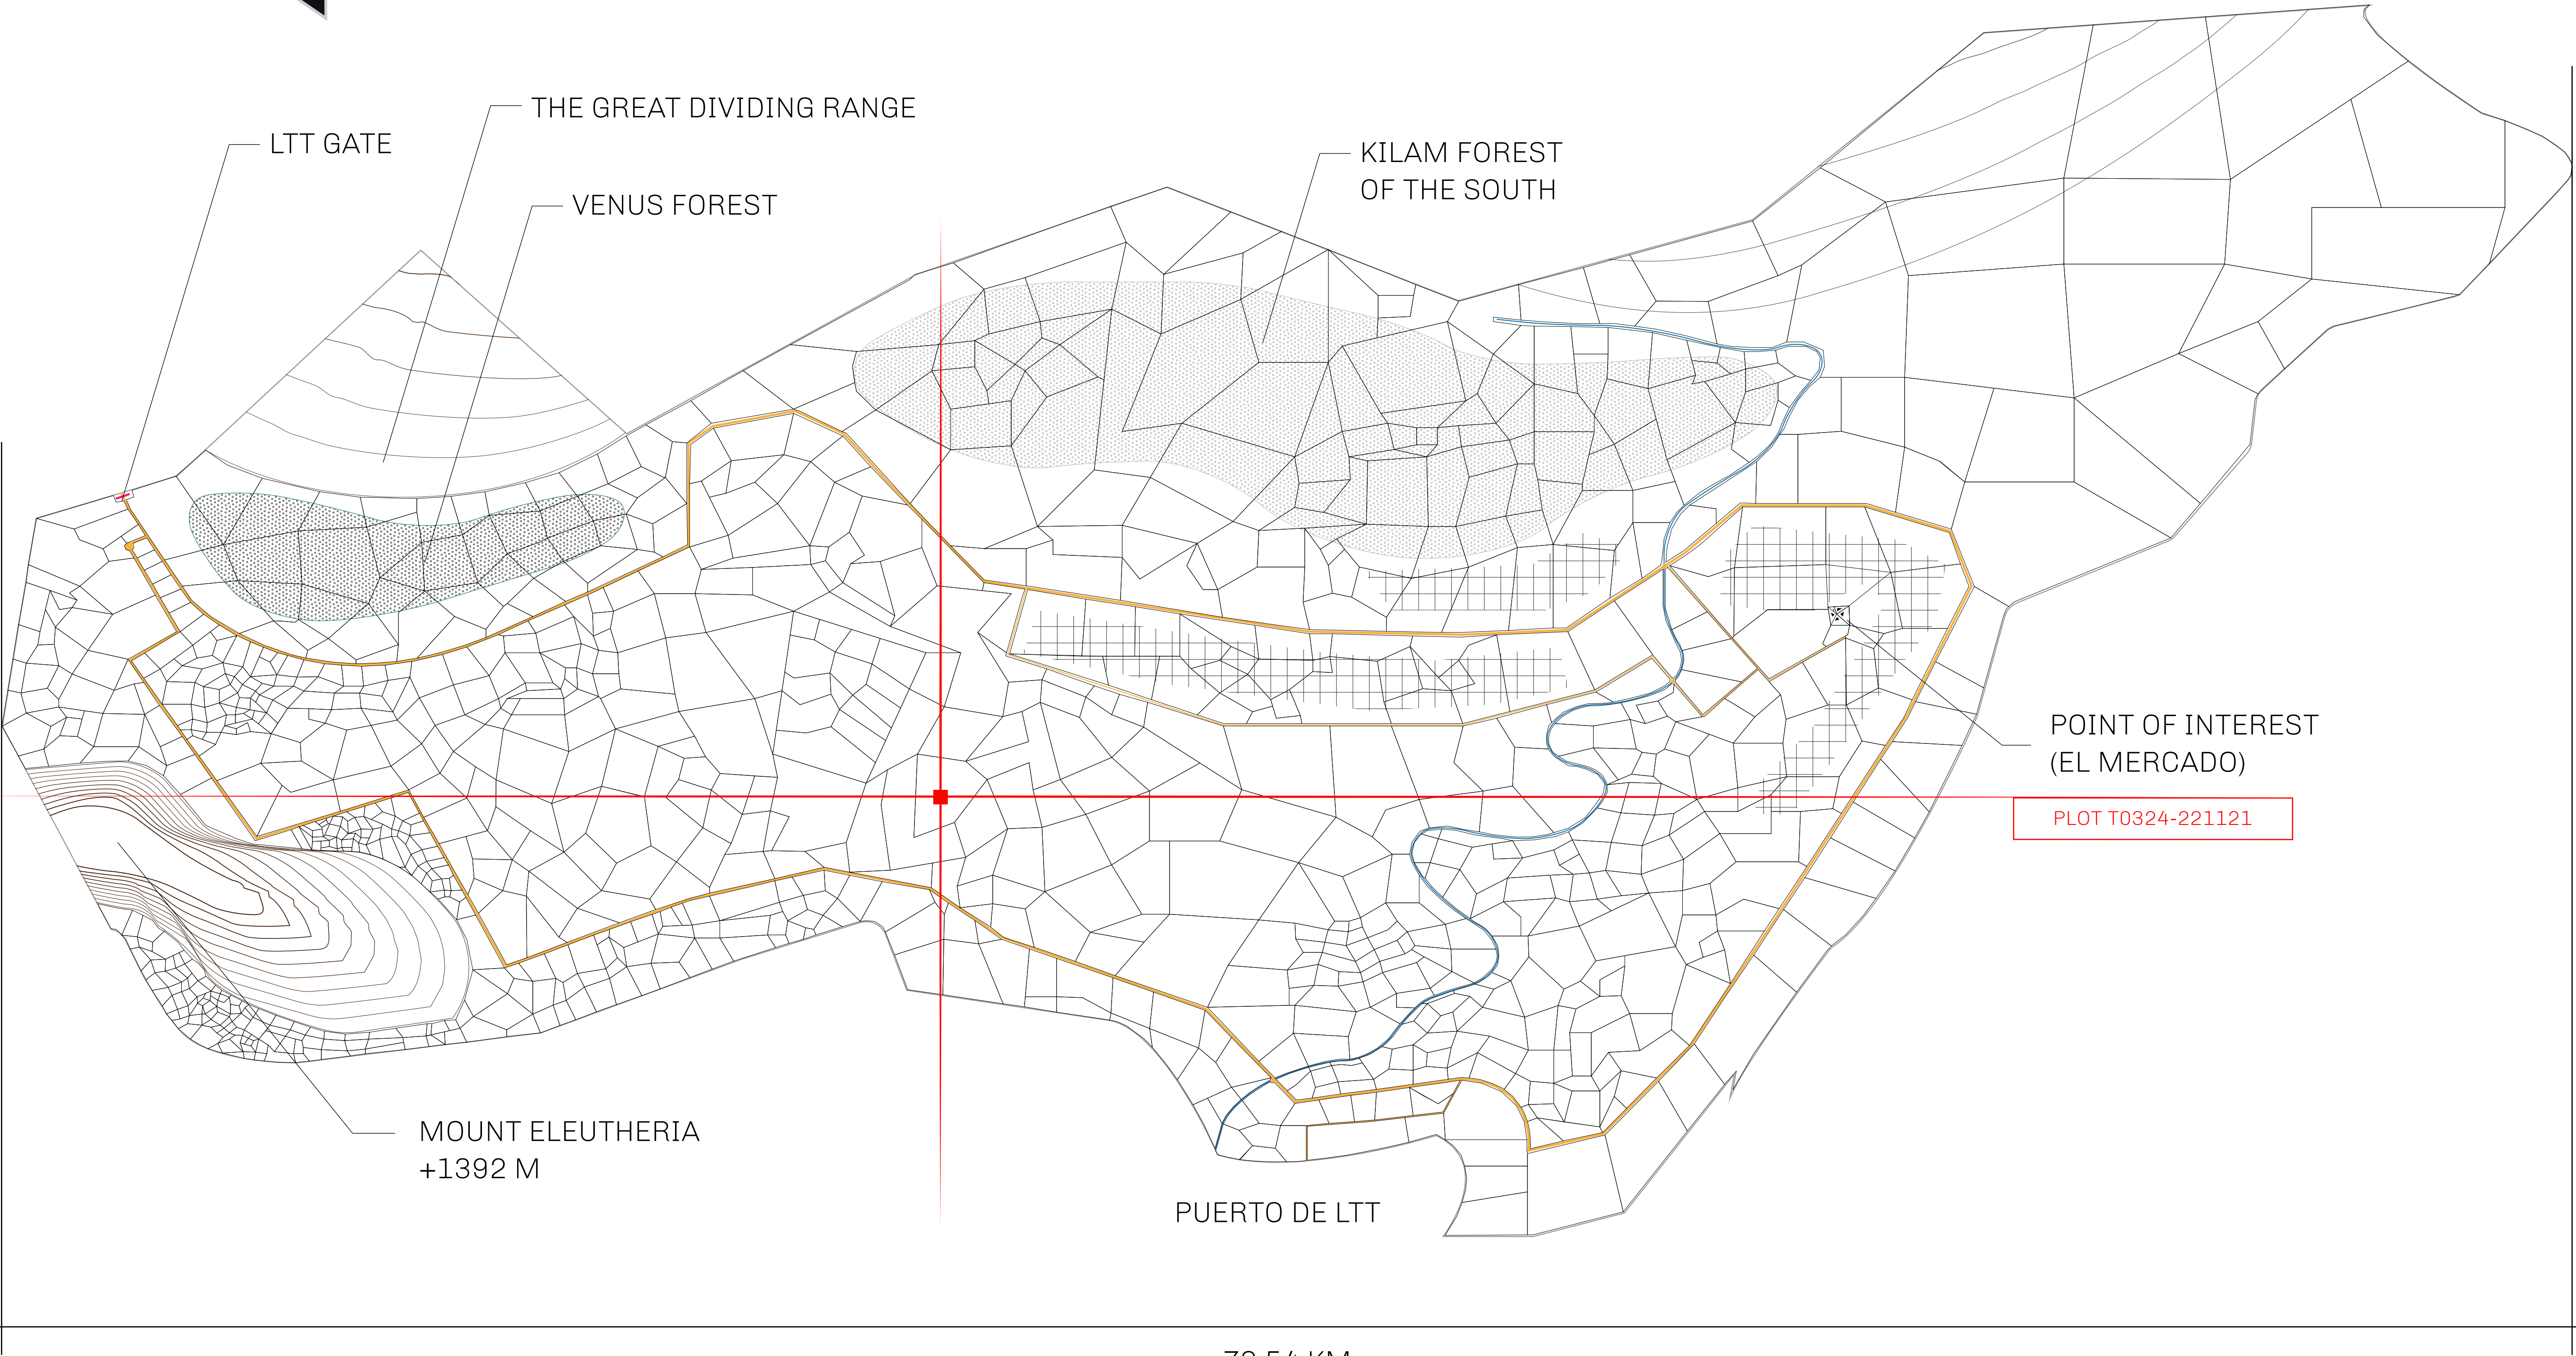 THE GREAT DIVIDING RANGE
LTT GATE
KILAM FOREST
OF THE SOUTH
VENUS FOREST
POINT OF INTEREST
(EL MERCADO)
PLOT T0324-221121
MOUNT ELEUTHERIA
+1392 M
PUERTO DE LTT
KM